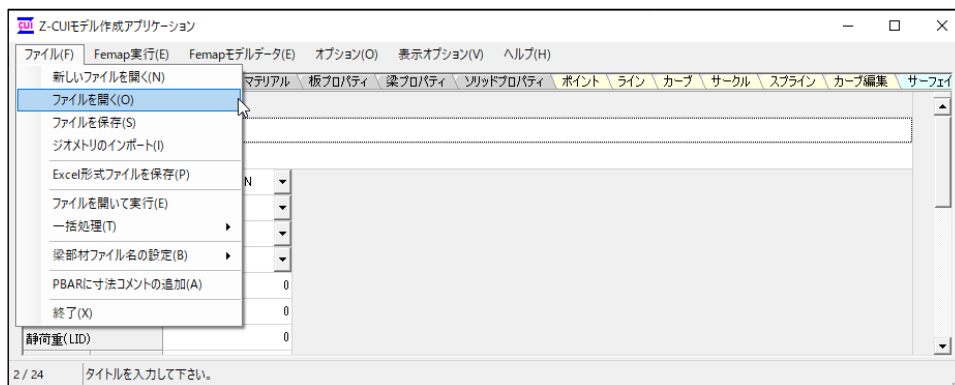 CUI Z-CUIモデル作成アプリケーション
ファイル(F) Femap実行(E) Femapモデルデータ(E) オプション(O) 表示オプション(V) ヘルプ(H)
新しいファイルを開く(N)
マテリアル 板プロパティ 梁プロパティ ソリッドプロパティ ポイント ライン カーブ サークル スプライン カーブ編集 サーフェイ
ファイルを開く(O)
ファイルを保存(S)
ジオメトリのインポート(I)
Excel形式ファイルを保存(P)
N
ファイルを開いて実行(E)
一括処理(T)
梁部材ファイル名の設定(B)
PBARに寸法コメントの追加(A)
0
終了(X)
0
静荷重(LID) 0
2 / 24 タイトルを入力して下さい。